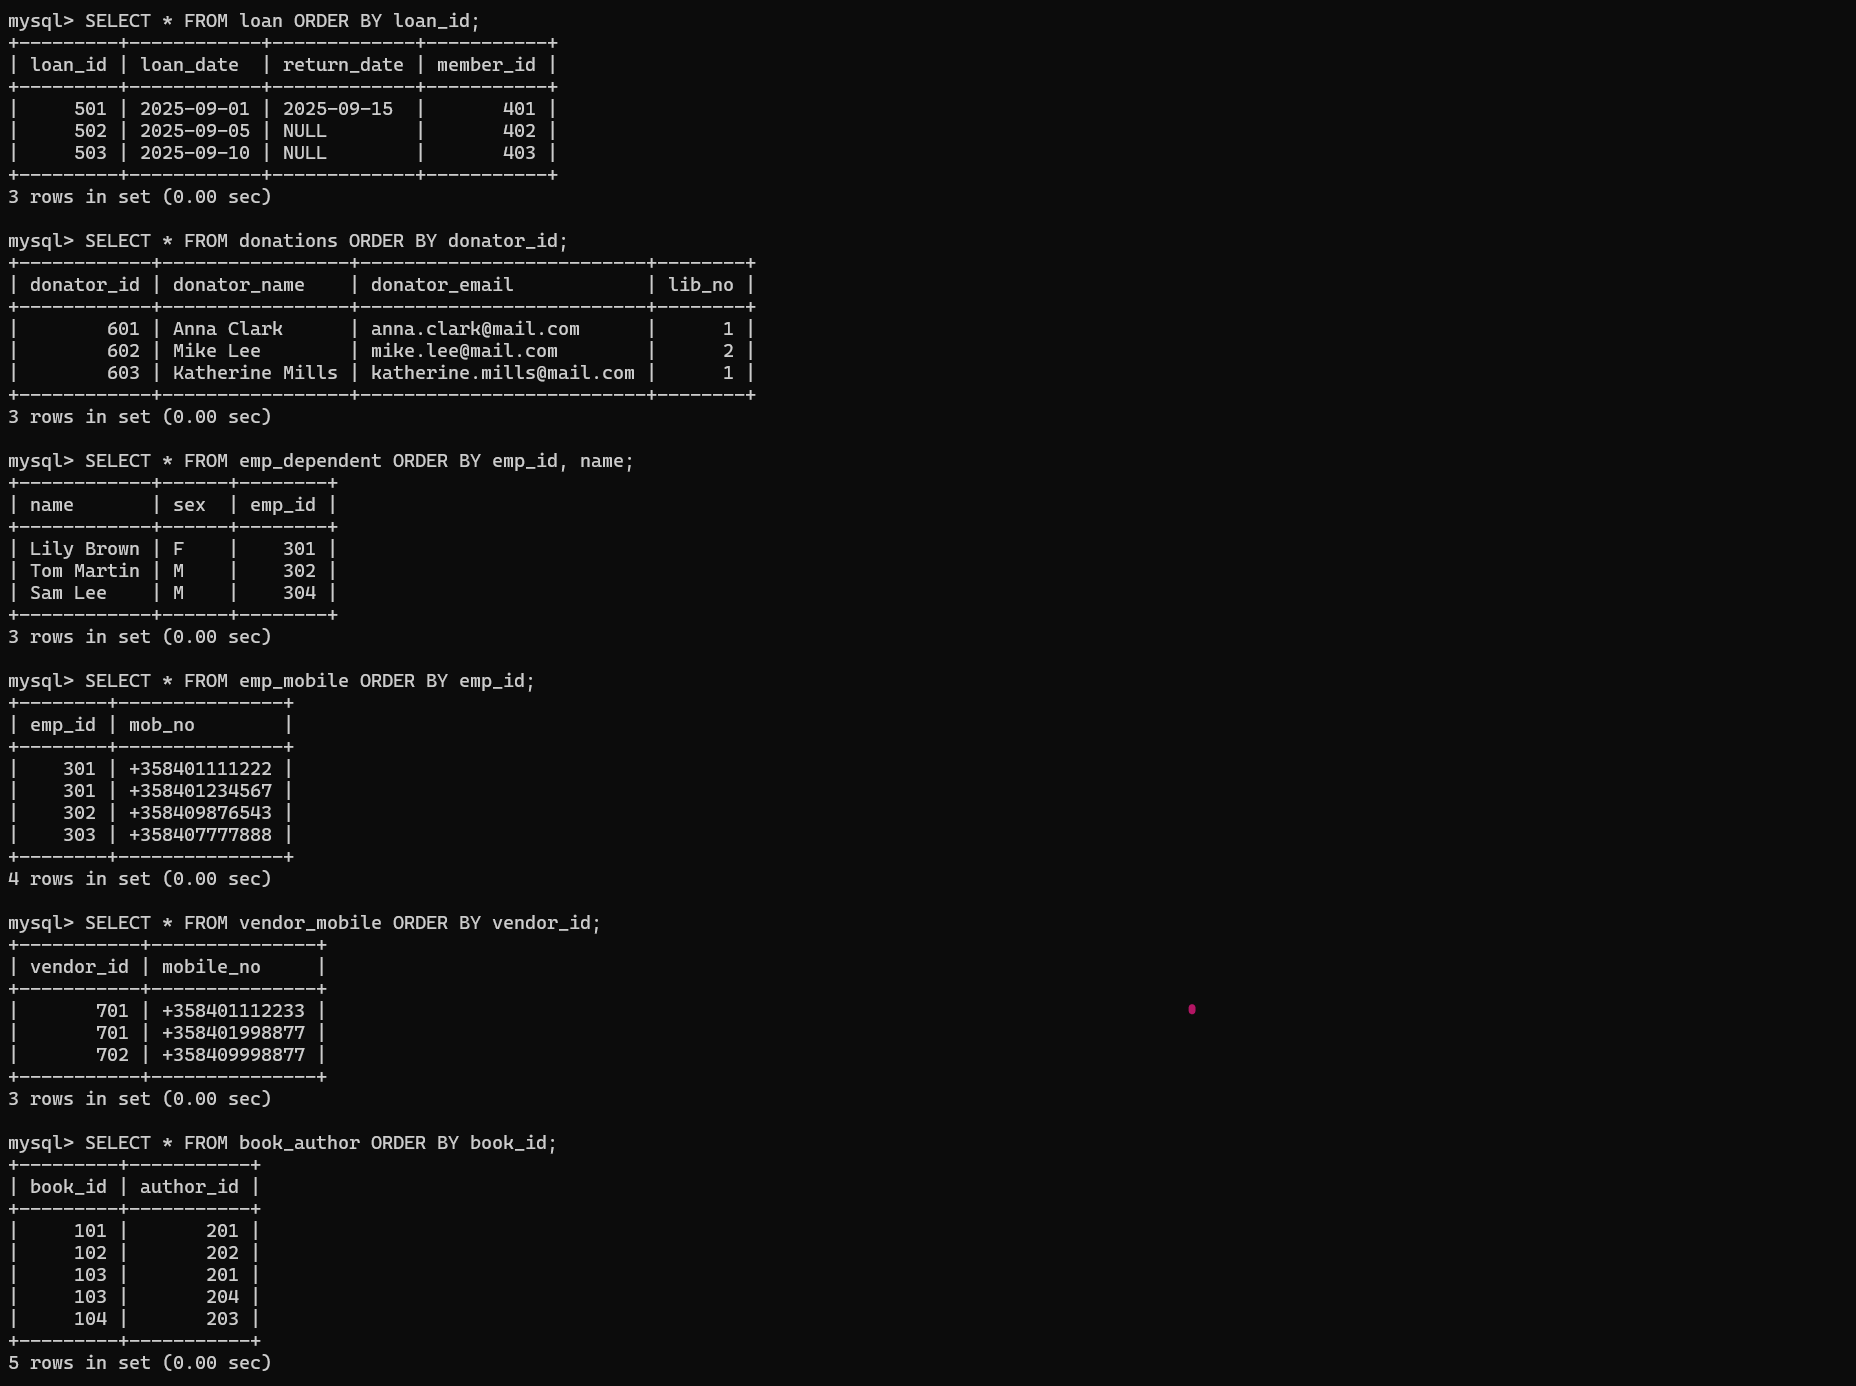 mysql> SELECT * FROM loan ORDER BY loan_id;
+---------+------------+-------------+-----------+
| loan_id | loan_date  | return_date | member_id |
+---------+------------+-------------+-----------+
|     501 | 2025-09-01 | 2025-09-15  |       401 |
|     502 | 2025-09-05 | NULL        |       402 |
|     503 | 2025-09-10 | NULL        |       403 |
+---------+------------+-------------+-----------+
3 rows in set (0.00 sec)

mysql> SELECT * FROM donations ORDER BY donator_id;
+------------+-----------------+--------------------------+--------+
| donator_id | donator_name    | donator_email            | lib_no |
+------------+-----------------+--------------------------+--------+
|        601 | Anna Clark      | anna.clark@mail.com      |      1 |
|        602 | Mike Lee        | mike.lee@mail.com        |      2 |
|        603 | Katherine Mills | katherine.mills@mail.com |      1 |
+------------+-----------------+--------------------------+--------+
3 rows in set (0.00 sec)

mysql> SELECT * FROM emp_dependent ORDER BY emp_id, name;
+------------+------+--------+
| name       | sex  | emp_id |
+------------+------+--------+
| Lily Brown | F    |    301 |
| Tom Martin | M    |    302 |
| Sam Lee    | M    |    304 |
+------------+------+--------+
3 rows in set (0.00 sec)

mysql> SELECT * FROM emp_mobile ORDER BY emp_id;
+--------+---------------+
| emp_id | mob_no        |
+--------+---------------+
|    301 | +358401111222 |
|    301 | +358401234567 |
|    302 | +358409876543 |
|    303 | +358407777888 |
+--------+---------------+
4 rows in set (0.00 sec)

mysql> SELECT * FROM vendor_mobile ORDER BY vendor_id;
+-----------+---------------+
| vendor_id | mobile_no     |
+-----------+---------------+
|       701 | +358401112233 |
|       701 | +358401998877 |
|       702 | +358409998877 |
+-----------+---------------+
3 rows in set (0.00 sec)

mysql> SELECT * FROM book_author ORDER BY book_id;
+---------+-----------+
| book_id | author_id |
+---------+-----------+
|     101 |       201 |
|     102 |       202 |
|     103 |       201 |
|     103 |       204 |
|     104 |       203 |
+---------+-----------+
5 rows in set (0.00 sec)